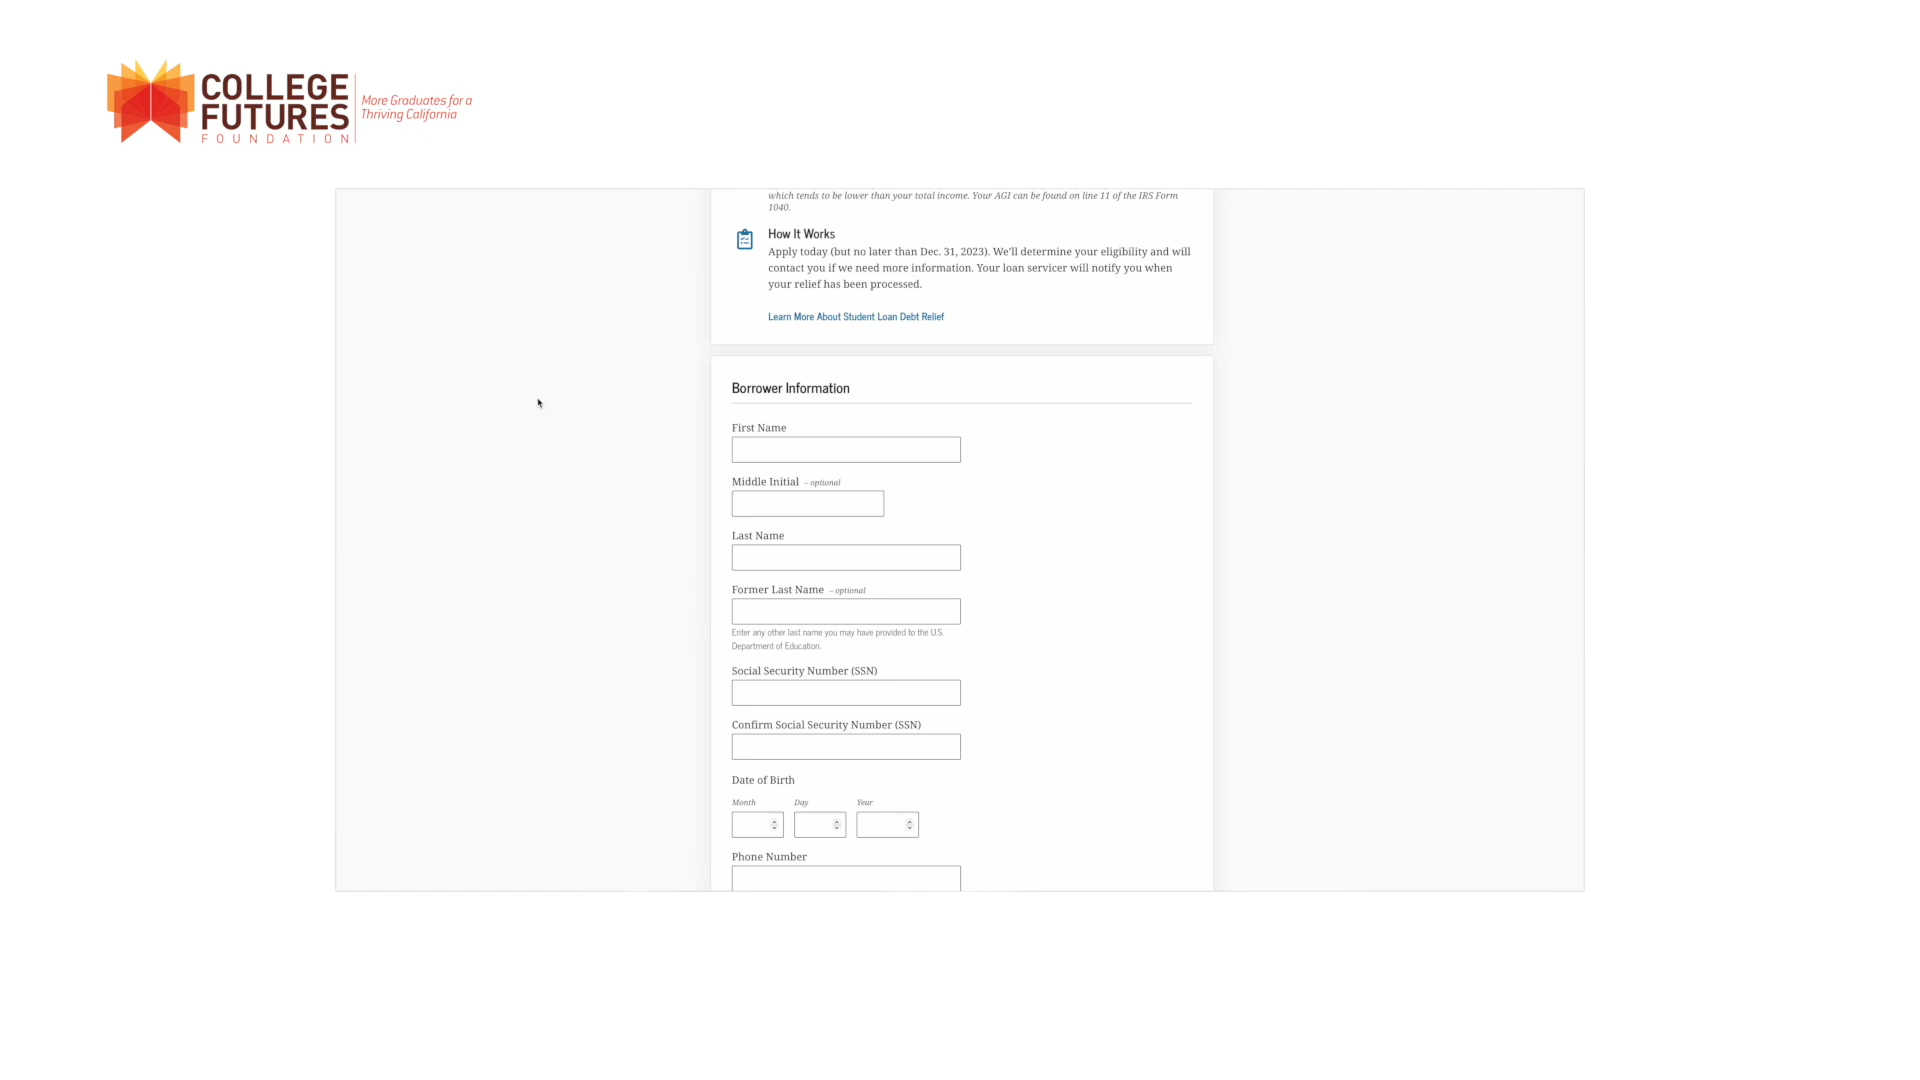 COLLEGE
FUTURES
FOUNDATION
More Graduates for a
Thriving California
which tends to be lower than your total income. Your AGI can be found on line 11 of the IRS Form
1040.
How It Works
Apply today (but no later than Dec. 31, 2023). We'll determine your eligibility and will
contact you if we need more information. Your loan servicer will notify you when
your relief has been processed.
Learn More About Student Loan Debt Relief
Borrower Information
First Name
Middle Initial – optional
Last Name
Former Last Name – optional
Enter any other last name you may have provided to the U.S.
Department of Education.
Social Security Number (SSN)
Confirm Social Security Number (SSN)
Date of Birth
Month Day Year
Phone Number